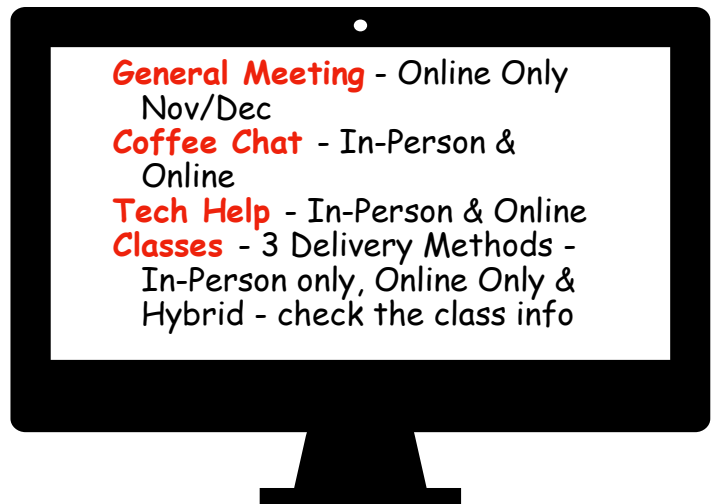 General Meeting - Online Only
Nov/Dec
Coffee Chat - In-Person &
Online
Tech Help - In-Person & Online
Classes - 3 Delivery Methods -
In-Person only, Online Only &
Hybrid - check the class info